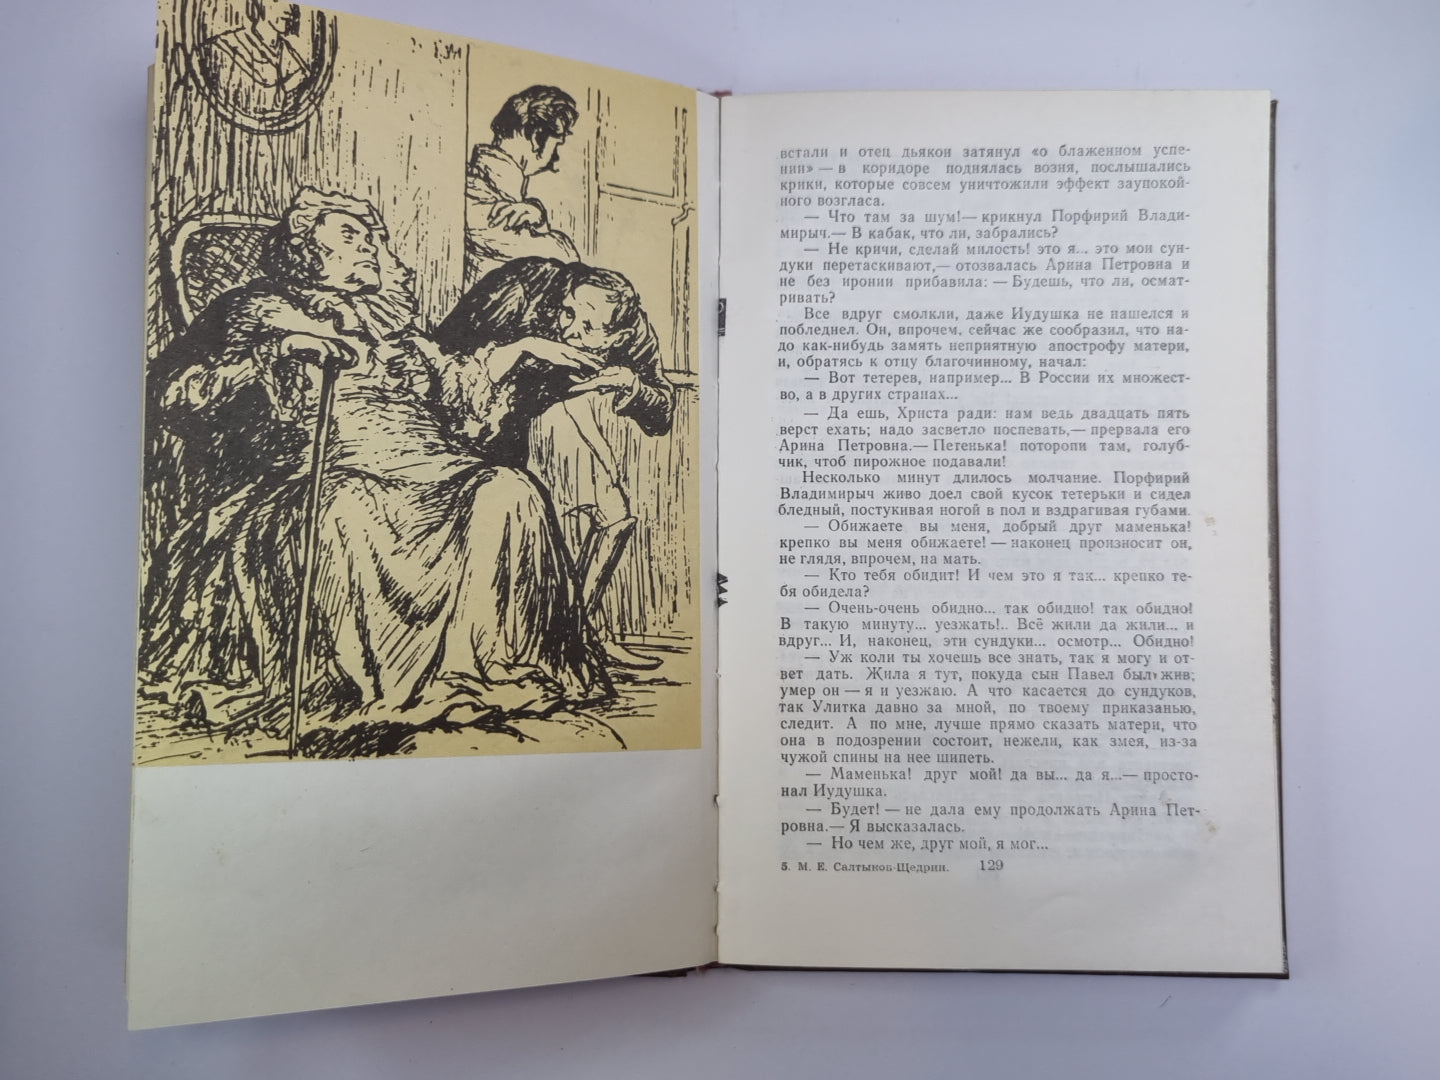 встали и отец дьякон затянул «о блаженном успе-
нии» — в коридоре поднялась возня, послышались
крики, которые совсем уничтожили эффект заупокой-
ного возгласа.
— Что там за шум!— крикнул Порфирий Влади-
мирыч.— В кабак, что ли, забрались?
— Не кричи, сделай милость! это я... это мои сун-
дуки перетаскивают,— отозвалась Арина Петровна и
не без иронии прибавила: — Будешь, что ли, осмат-
ривать?
Все вдруг смолкли, даже Иудушка не нашелся и
побледнел. Он, впрочем, сейчас же сообразил, что на-
до как-нибудь замять неприятную апострофу матери,
и, обратясь к отцу благочинному, начал:
— Вот тетерев, например... В России их множест-
во, а в других странах...
— Да ешь, Христа ради: нам ведь двадцать пять
верст ехать; надо засветло поспевать,— прервала его
Арина Петровна.— Петенька! поторопи там, голуб-
чик, чтоб пирожное подавали!
Несколько минут длилось молчание. Порфирий
Владимирыч живо доел свой кусок тетерьки и сидел
бледный, постукивая ногой в пол и вздрагивая губами.
— Обижаете вы меня, добрый друг маменька!
крепко вы меня обижаете! — наконец произносит он,
не глядя, впрочем, на мать.
— Кто тебя обидит! И чем это я так... крепко те-
бя обидела?
— Очень-очень обидно... так обидно! так обидно!
В такую минуту... уезжать!.. Всё жили да жили... и
вдруг... И, наконец, эти сундуки... осмотр... Обидно!
— Уж коли ты хочешь все знать, так я могу и от-
вет дать. Жила я тут, покуда сын Павел был жив;
умер он — я и уезжаю. А что касается до сундуков,
так Улитка давно за мной, по твоему приказанью,
следит. А по мне, лучше прямо сказать матери, что
она в подозрении состоит, нежели, как змея, из-за
чужой спины на нее шипеть.
— Маменька! друг мой! да вы... да я...— просто-
нал Иудушка.
— Будет! — не дала ему продолжать Арина Пет-
ровна.— Я высказалась.
— Но чем же, друг мой, я мог...
5. М. Е. Салтыков-Щедрин. 129